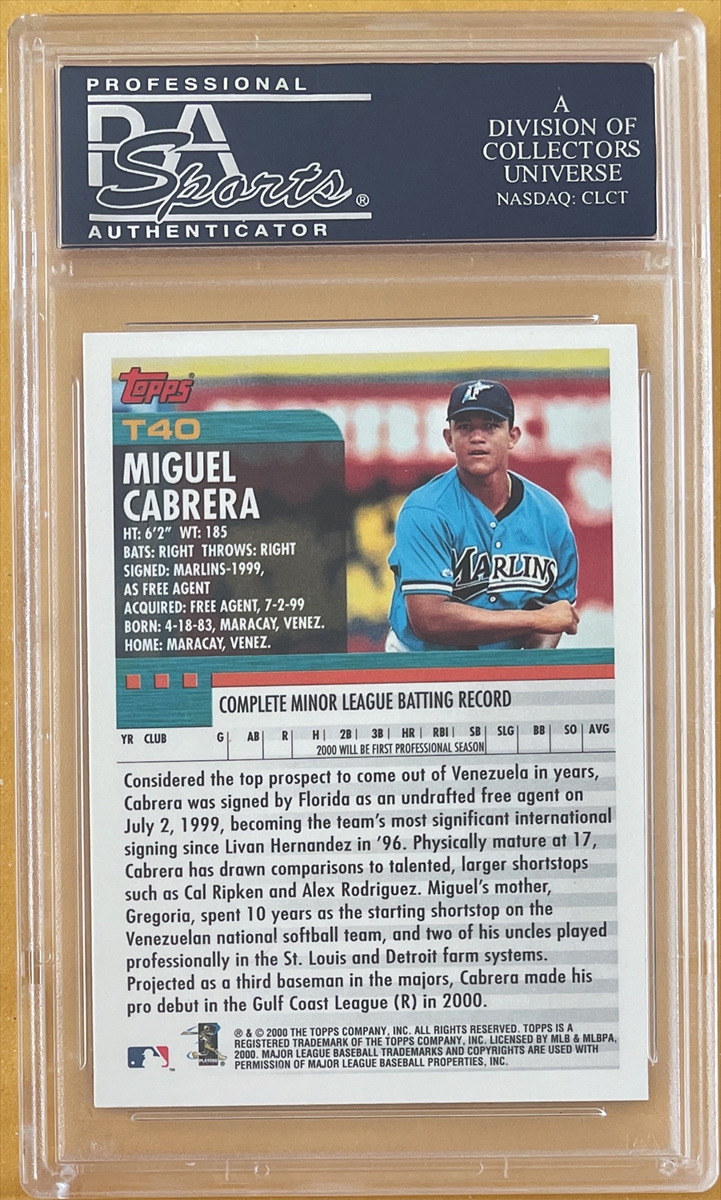 PROFESSIONAL
PSA
Sports®
AUTHENTICATOR
A
DIVISION OF
COLLECTORS
UNIVERSE
NASDAQ: CLCT
Topps®
T40
MIGUEL
CABRERA
HT: 6'2" WT: 185
BATS: RIGHT THROWS: RIGHT
SIGNED: MARLINS-1999,
AS FREE AGENT
ACQUIRED: FREE AGENT, 7-2-99
BORN: 4-18-83, MARACAY, VENEZ.
HOME: MARACAY, VENEZ.
F
MARLINS
COMPLETE MINOR LEAGUE BATTING RECORD
YR CLUB G AB R H 2B 3B HR RBI SB SLG BB SO AVG
2000 WILL BE FIRST PROFESSIONAL SEASON
Considered the top prospect to come out of Venezuela in years,
Cabrera was signed by Florida as an undrafted free agent on
July 2, 1999, becoming the team's most significant international
signing since Livan Hernandez in '96. Physically mature at 17,
Cabrera has drawn comparisons to talented, larger shortstops
such as Cal Ripken and Alex Rodriguez. Miguel's mother,
Gregoria, spent 10 years as the starting shortstop on the
Venezuelan national softball team, and two of his uncles played
professionally in the St. Louis and Detroit farm systems.
Projected as a third baseman in the majors, Cabrera made his
pro debut in the Gulf Coast League (R) in 2000.
® & © 2000 THE TOPPS COMPANY, INC. ALL RIGHTS RESERVED. TOPPS IS A
REGISTERED TRADEMARK OF THE TOPPS COMPANY, INC. LICENSED BY MLB & MLBPA,
2000. MAJOR LEAGUE BASEBALL TRADEMARKS AND COPYRIGHTS ARE USED WITH
PERMISSION OF MAJOR LEAGUE BASEBALL PROPERTIES, INC.